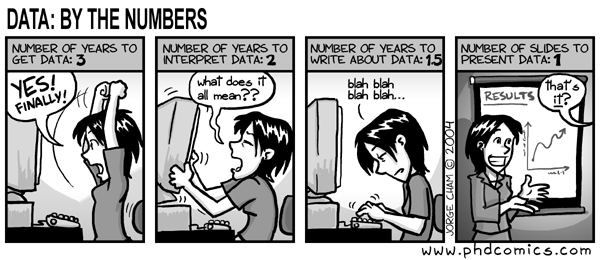 DATA: BY THE NUMBERS
NUMBER OF YEARS TO
GET DATA: 3
YES!
FINALLY!
NUMBER OF YEARS TO
INTERPRET DATA: 2
what does it
all mean??
NUMBER OF YEARS TO
WRITE ABOUT DATA: 1.5
blah blah
blah blah...
JORGE CHAM © 2004
NUMBER OF SLIDES TO
PRESENT DATA: 1
RESULTS
that's
it?
www.phdcomics.com